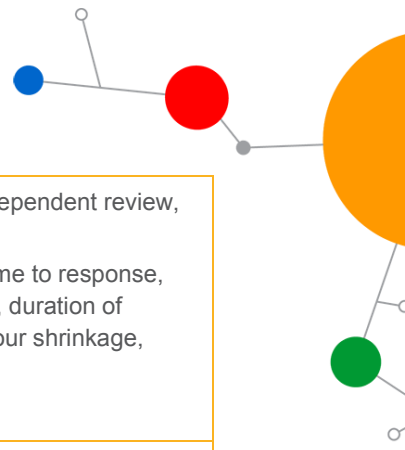 ependent review,
me to response,
, duration of
our shrinkage,